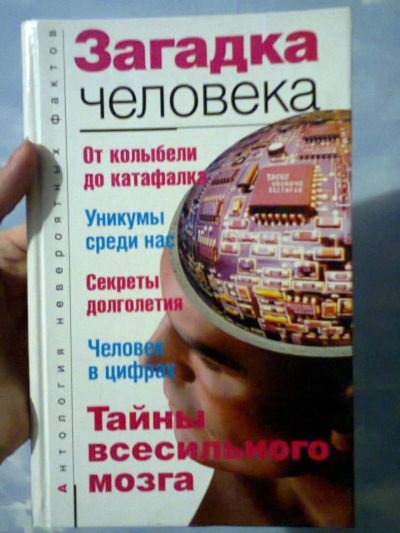 Загадка
человека
От колыбели
до катафалка
Уникумы
среди нас
Секреты
долголетия
Человек
в цифрах
Тайны
всесильного
мозга
Антология невероятных фактов